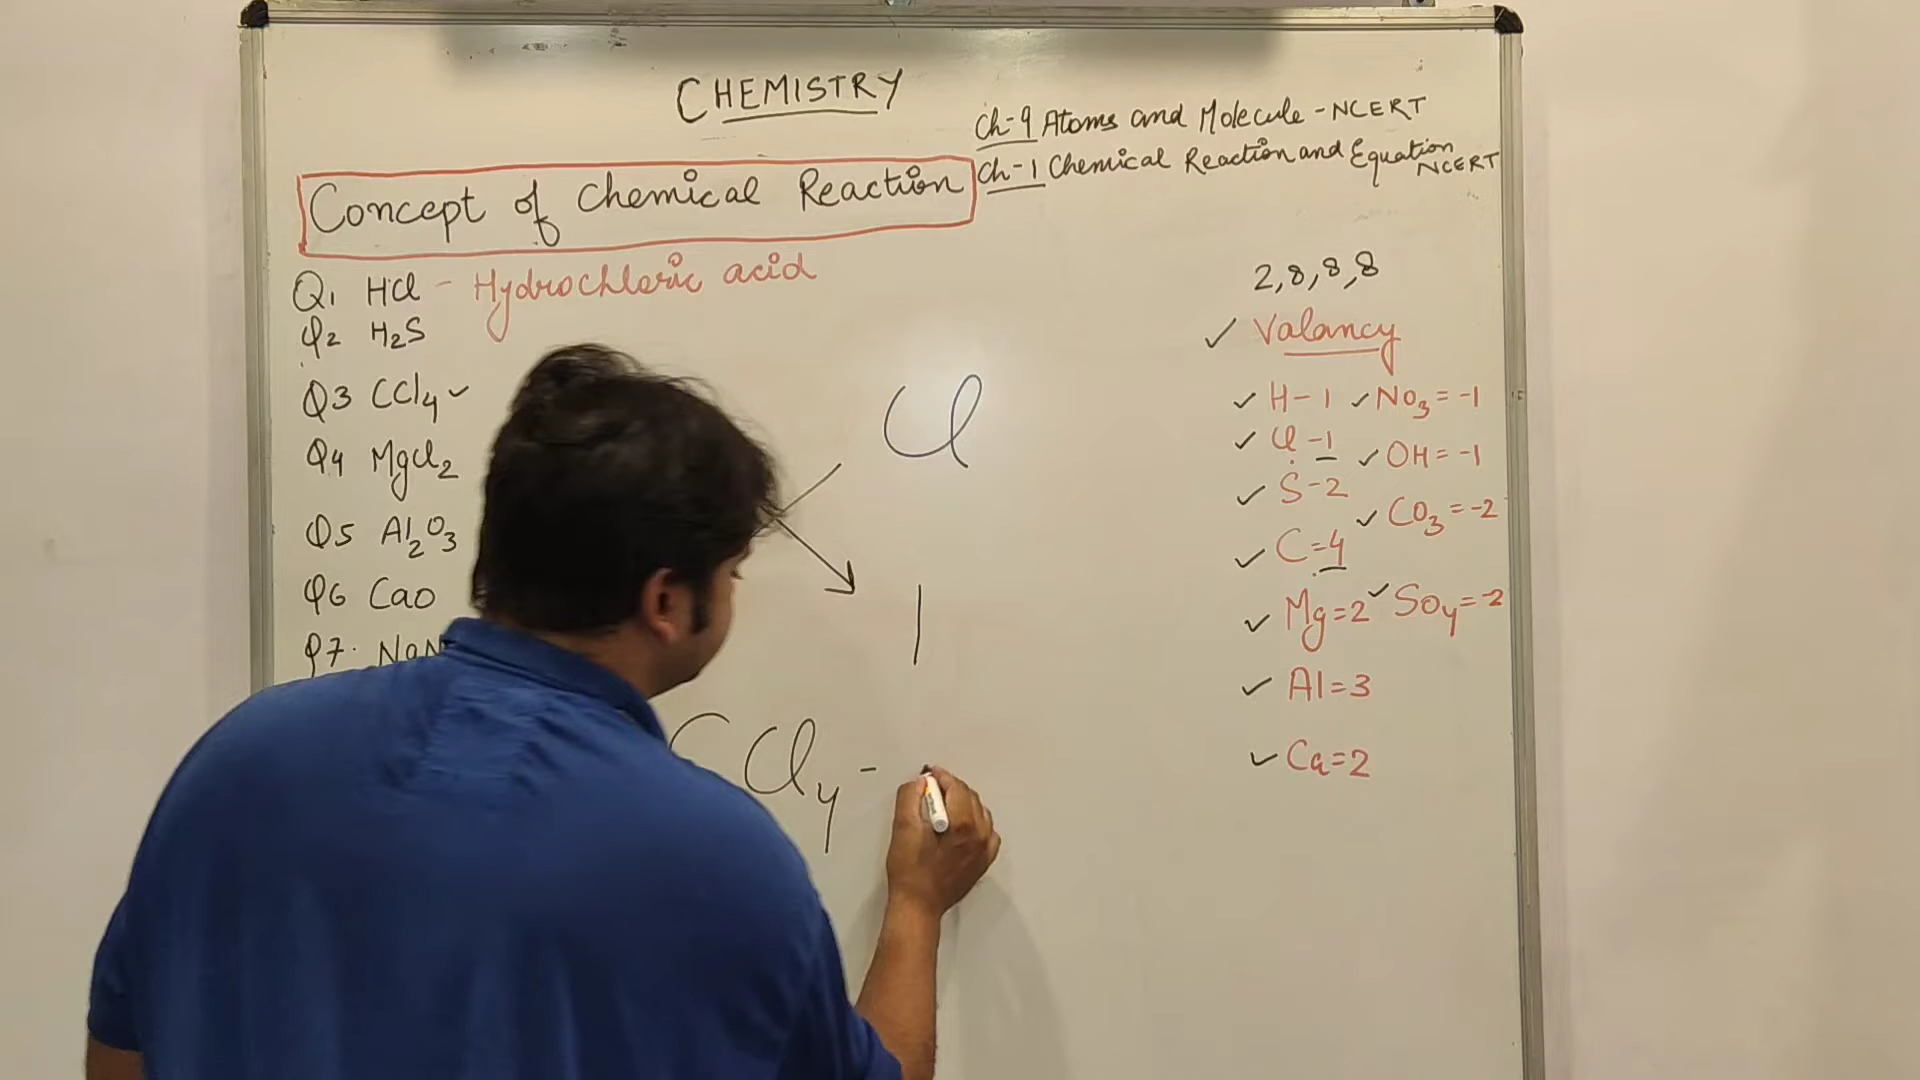 CHEMISTRY
Ch-9 Atoms and Molecule - NCERT
Ch-1 Chemical Reaction and Equation
NCERT
Concept of Chemical Reaction
Q1 HCl - Hydrochloric acid
Q2 H2S
Q3 CCl4 ✓
Q4 MgCl2
Q5 Al2O3
Q6 CaO
Q7. NaN
Cl
1
CCl4 -
2,8,8,8
✓ Valancy
✓ H-1 ✓ NO3 = -1
✓ Cl -1 ✓ OH = -1
✓ S-2
✓ CO3 = -2
✓ C=4
✓ Mg=2 ✓ SO4 = -2
✓ Al=3
✓ Ca=2